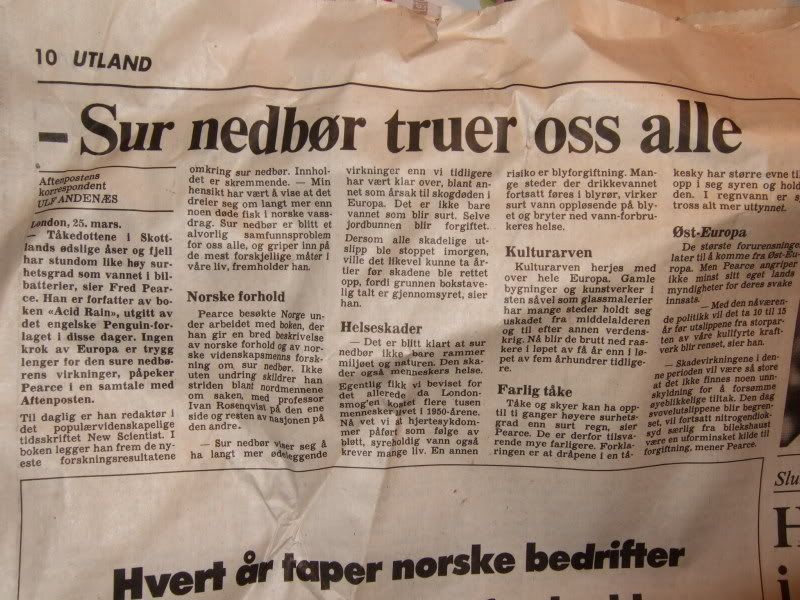 10 UTLAND
– Sur nedbør truer oss alle
Aftenpostens
korrespondent
ULF ANDENÆS
London, 25. mars.
– Tåkedottene i Skott-
lands ødslige åser og fjell
har stundom like høy sur-
hetsgrad som vannet i bil-
batterier, sier Fred Pear-
ce. Han er forfatter av bo-
ken «Acid Rain», utgitt av
det engelske Penguin-for-
laget i disse dager. Ingen
krok av Europa er trygg
lenger for den sure nedbø-
rens virkninger, påpeker
Pearce i en samtale med
Aftenposten.
Til daglig er han redaktør i
det populærvidenskapelige
tidsskriftet New Scientist. I
boken legger han frem de ny-
este forskningsresultatene
omkring sur nedbør. Innhol-
det er skremmende. – Min
hensikt har vært å vise at det
dreier seg om langt mer enn
noen døde fisk i norske vass-
drag. Sur nedbør er blitt et
alvorlig samfunnsproblem
for oss alle, og griper inn på
de mest forskjellige måter i
våre liv, fremholder han.
Norske forhold
Pearce besøkte Norge un-
der arbeidet med boken, der
han gir en bred beskrivelse
av norske forhold og av nor-
ske videnskapsmenns forsk-
ning om sur nedbør. Ikke
uten undring skildrer han
striden blant nordmennene
om saken, med professor
Ivan Rosenqvist på den ene
side og resten av nasjonen på
den andre.
– Sur nedbør viser seg å
ha langt mer ødeleggende
virkninger enn vi tidligere
har vært klar over, blant an-
net som årsak til skogdøden i
Europa. Det er ikke bare
vannet som blir surt. Selve
jordbunnen blir forgiftet.
Dersom alle skadelige ut-
slipp ble stoppet imorgen,
ville det likevel kunne ta år-
tier før skadene ble rettet
opp, fordi grunnen bokstave-
lig talt er gjennomsyret, sier
han.
Helseskader
– Det er blitt klart at sur
nedbør ikke bare rammer
miljøet og naturen. Den ska-
der også menneskers helse.
Egentlig fikk vi beviset for
det allerede da London-
smog'en kostet flere tusen
mennesker livet i 1950-årene.
Nå vet vi at hjertesykdom-
mer påført som følge av
bløtt, syreholdig vann også
krever mange liv. En annen
risiko er blyforgiftning. Man-
ge steder der drikkevannet
fortsatt føres i blyrør, virker
surt vann oppløsende på bly-
et og bryter ned vann-forbru-
keres helse.
Kulturarven
Kulturarven herjes med
over hele Europa. Gamle
bygninger og kunstverker i
sten såvel som glassmalerier
har mange steder holdt seg
uskadet fra middelalderen
og til efter annen verdens-
krig. Nå blir de brutt ned ras-
kere i løpet av få år enn i lø-
pet av fem århundrer tidlige-
re.
Farlig tåke
Tåke og skyer kan ha opp-
til ti ganger høyere surhets-
grad enn surt regn, sier
Pearce. De er derfor tilsva-
rende mye farligere. Forkla-
ringen er at dråpen i en tå-
kesky har større evne til
opp i seg syren og hold
den. I regnvann er s
tross alt mer uttynnet.
Øst-Europa
De største forurensninge
later til å komme fra Øst-Eu-
ropa. Men Pearce angriper
ikke minst sitt eget lands
myndigheter for deres svake
innsats.
– Med den nåværen-
de politikk vil det ta 10 til 15
år før utslippene fra storpar-
ten av våre kullfyrte kraft-
verk blir renset, sier han.
– Skadevirkningene i den-
ne perioden vil være så store
at det ikke finnes noen unn-
skyldning for å forsømme
øyeblikkelige tiltak. Den dag
svovelutslippene blir begren-
set, vil fortsatt nitrogendiok-
syd særlig fra bilekshaust
være en uforminsket kilde til
forgiftning, mener Pearce.
Hvert år taper norske bedrifter
Slu
H